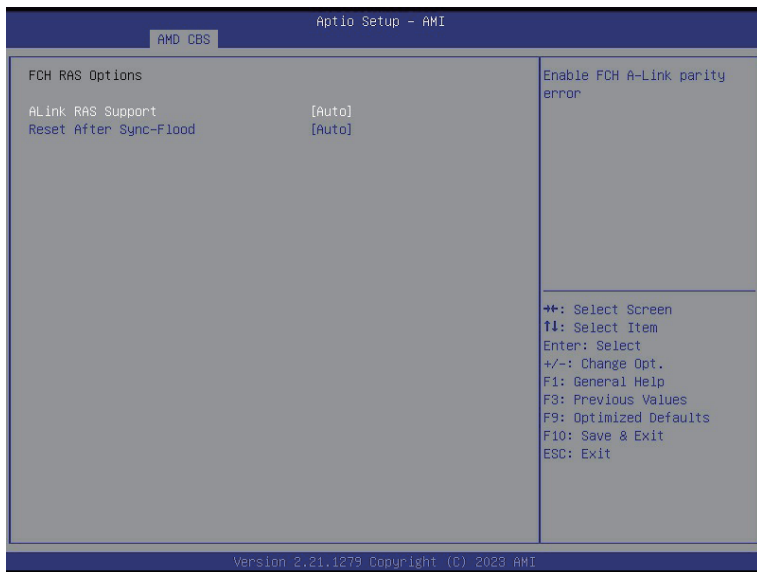 Aptio Setup - AMI
AMD CBS
FCH RAS Options
ALink RAS Support [Auto]
Reset After Sync-Flood [Auto]
Enable FCH A-Link parity
error
→←: Select Screen
↑↓: Select Item
Enter: Select
+/-: Change Opt.
F1: General Help
F3: Previous Values
F9: Optimized Defaults
F10: Save & Exit
ESC: Exit
Version 2.21.1279 Copyright (C) 2023 AMI